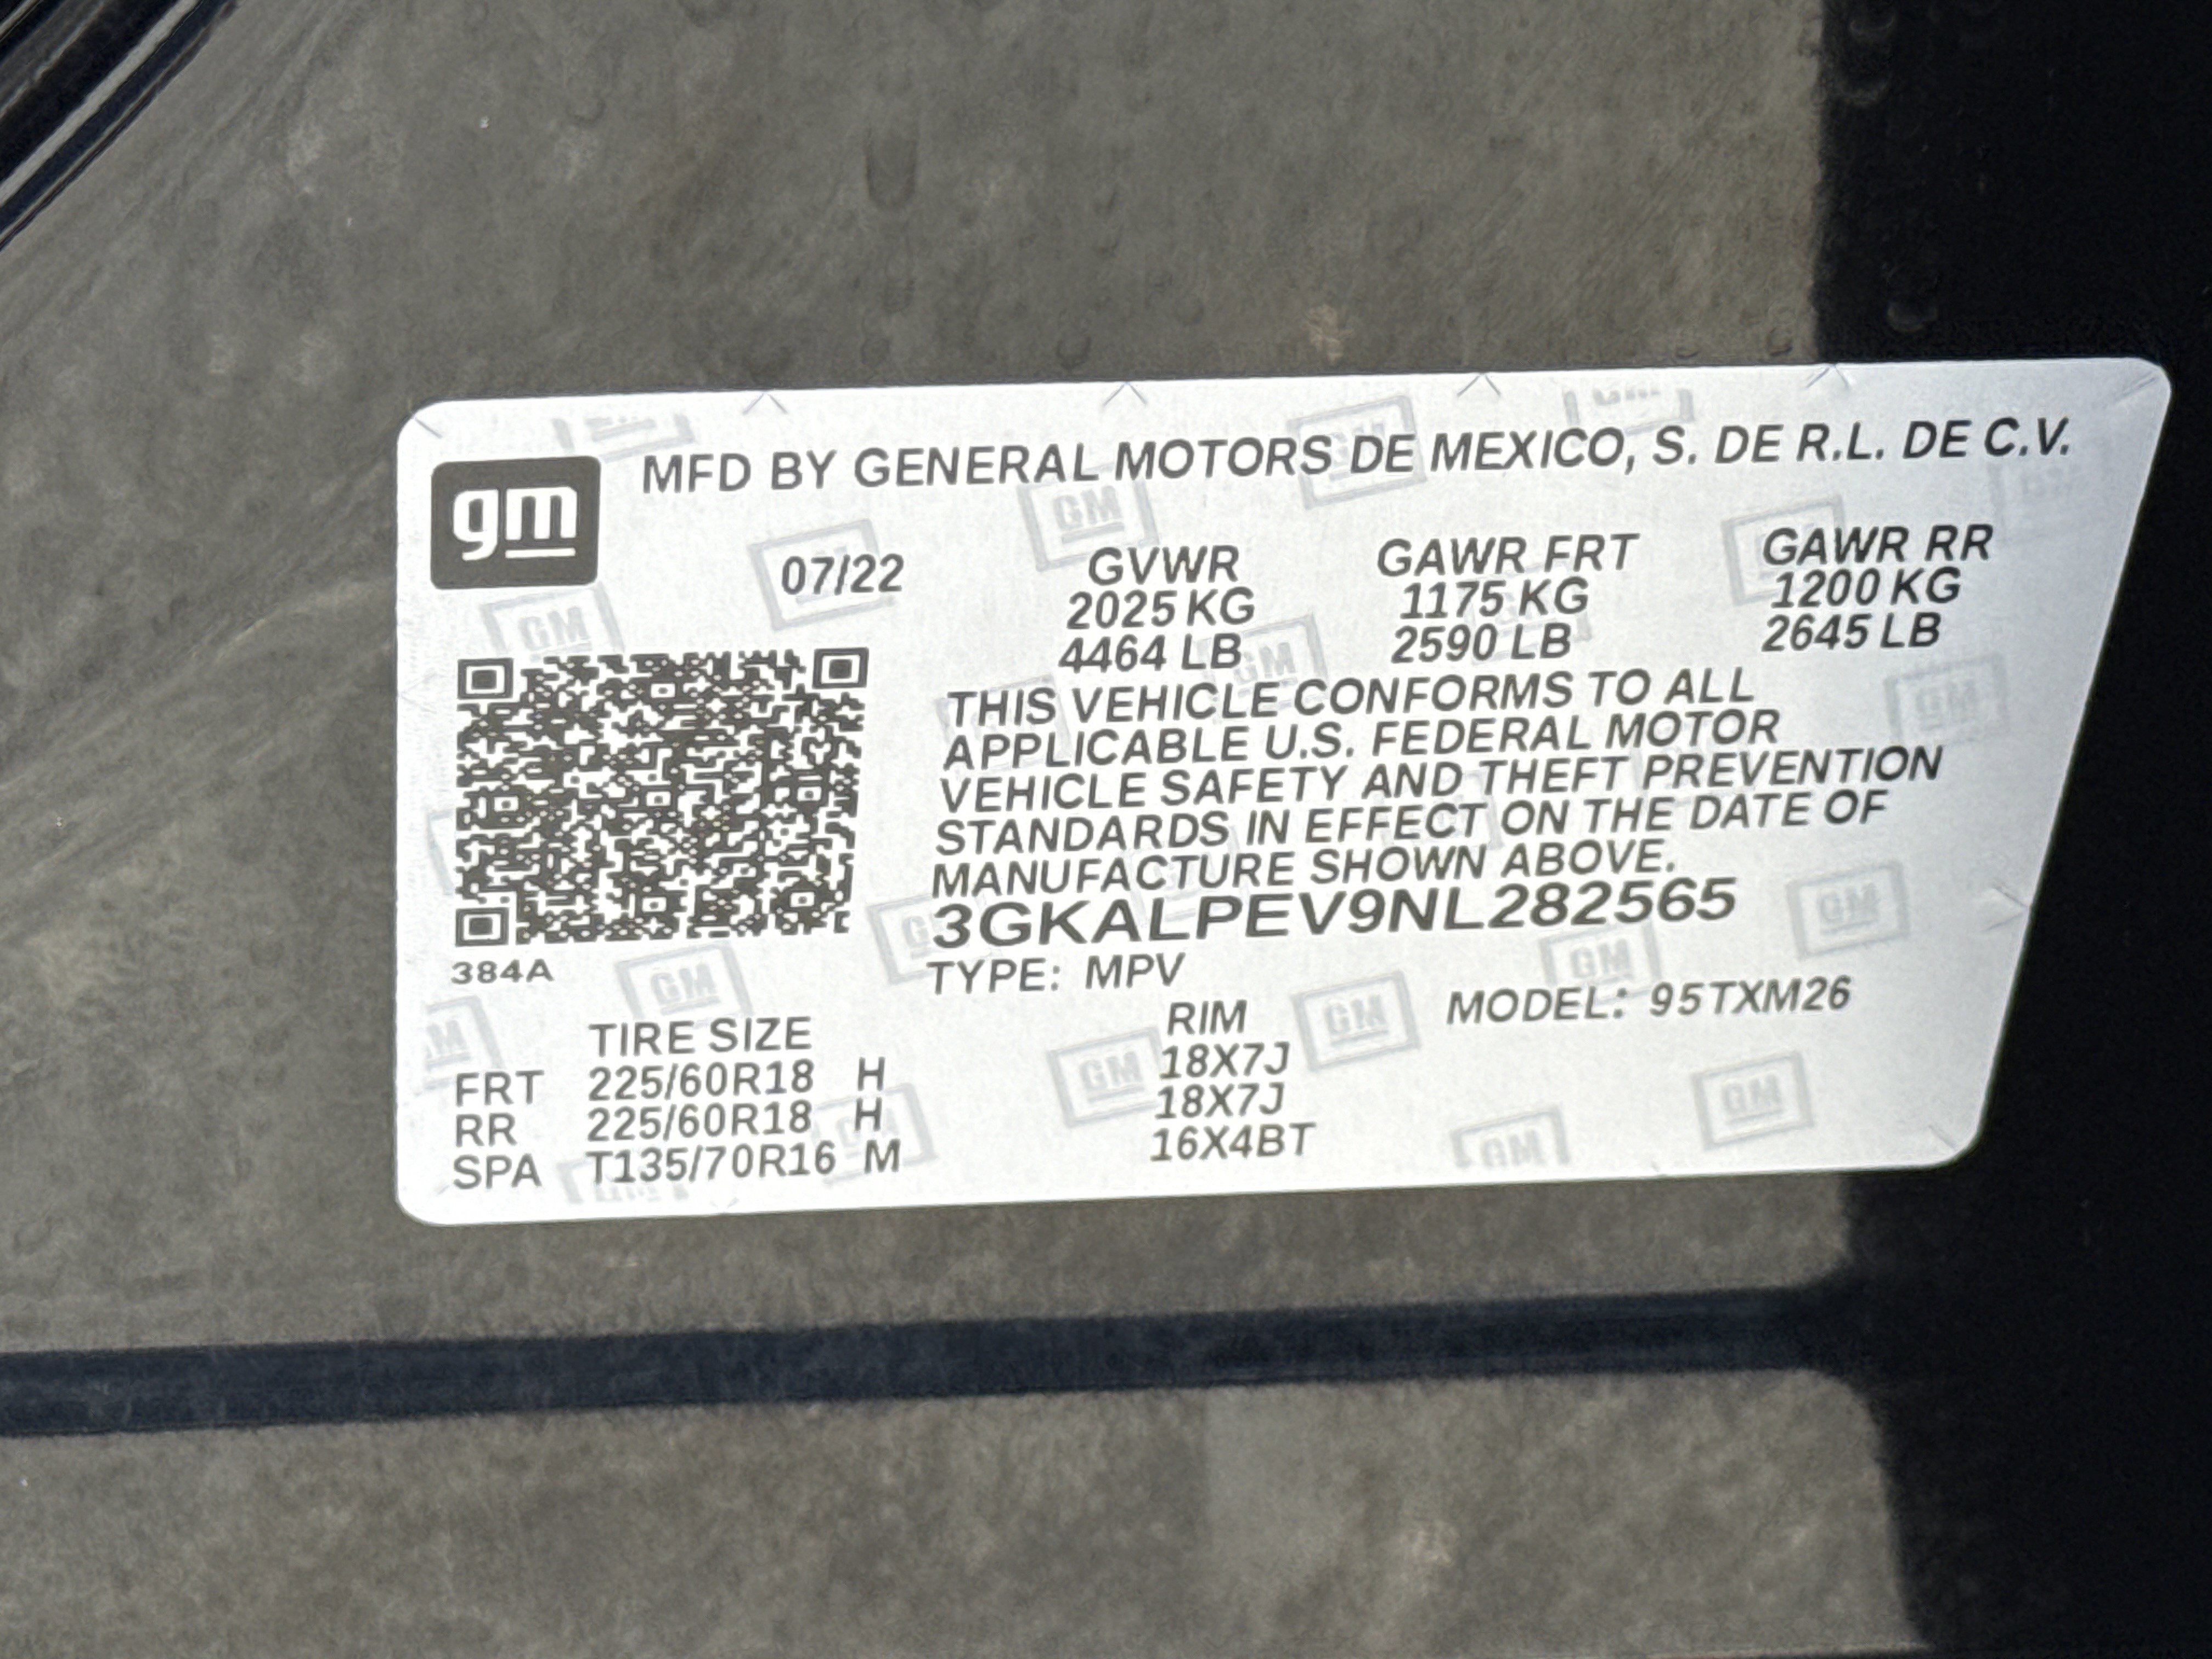 gm MFD BY GENERAL MOTORS DE MEXICO, S. DE R.L. DE C.V.
07/22 GVWR GAWR FRT GAWR RR
2025 KG 1175 KG 1200 KG
4464 LB 2590 LB 2645 LB
THIS VEHICLE CONFORMS TO ALL
APPLICABLE U.S. FEDERAL MOTOR
VEHICLE SAFETY AND THEFT PREVENTION
STANDARDS IN EFFECT ON THE DATE OF
MANUFACTURE SHOWN ABOVE.
3GKALPEV9NL282565
384A
TYPE: MPV MODEL: 95TXM26
TIRE SIZE RIM
FRT 225/60R18 H 18X7J
RR 225/60R18 H 18X7J
SPA T135/70R16 M 16X4BT